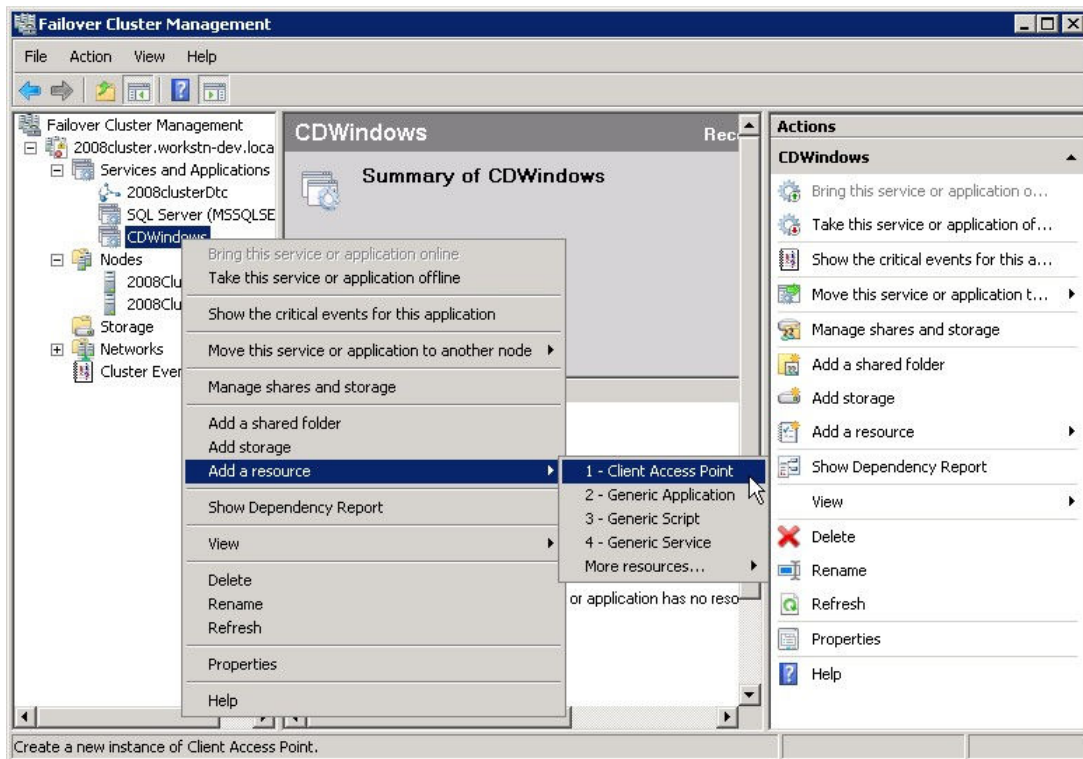 Failover Cluster Management
File Action View Help
Failover Cluster Management
2008cluster.workstn-dev.loca
Services and Applications
2008clusterDtc
SQL Server (MSSQLSE
CDWindows
Nodes
2008Clu
2008Clu
Storage
Networks
Cluster Ever
CDWindows Rec
Summary of CDWindows
or application has no reso
Bring this service or application online
Take this service or application offline
Show the critical events for this application
Move this service or application to another node
Manage shares and storage
Add a shared folder
Add storage
Add a resource
Show Dependency Report
View
Delete
Rename
Refresh
Properties
Help
1 - Client Access Point
2 - Generic Application
3 - Generic Script
4 - Generic Service
More resources...
Actions
CDWindows
Bring this service or application o...
Take this service or application of...
Show the critical events for this a...
Move this service or application t...
Manage shares and storage
Add a shared folder
Add storage
Add a resource
Show Dependency Report
View
Delete
Rename
Refresh
Properties
Help
Create a new instance of Client Access Point.